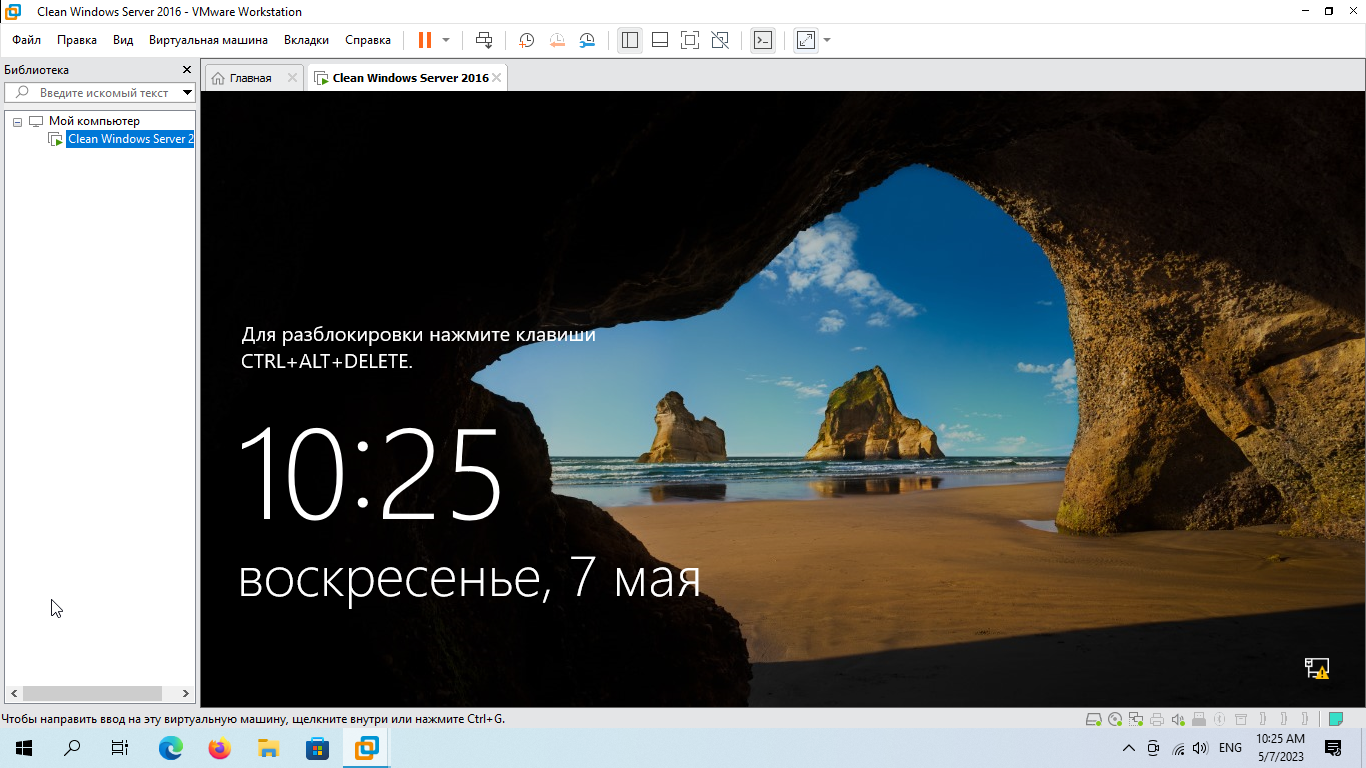 Clean Windows Server 2016 - VMware Workstation
Файл Правка Вид Виртуальная машина Вкладки Справка
Библиотека
Введите искомый текст
Мой компьютер
Clean Windows Server 2
Главная
Clean Windows Server 2016
Для разблокировки нажмите клавиши
CTRL+ALT+DELETE.
10:25
воскресенье, 7 мая
Чтобы направить ввод на эту виртуальную машину, щелкните внутри или нажмите Ctrl+G.
ENG
10:25 AM
5/7/2023